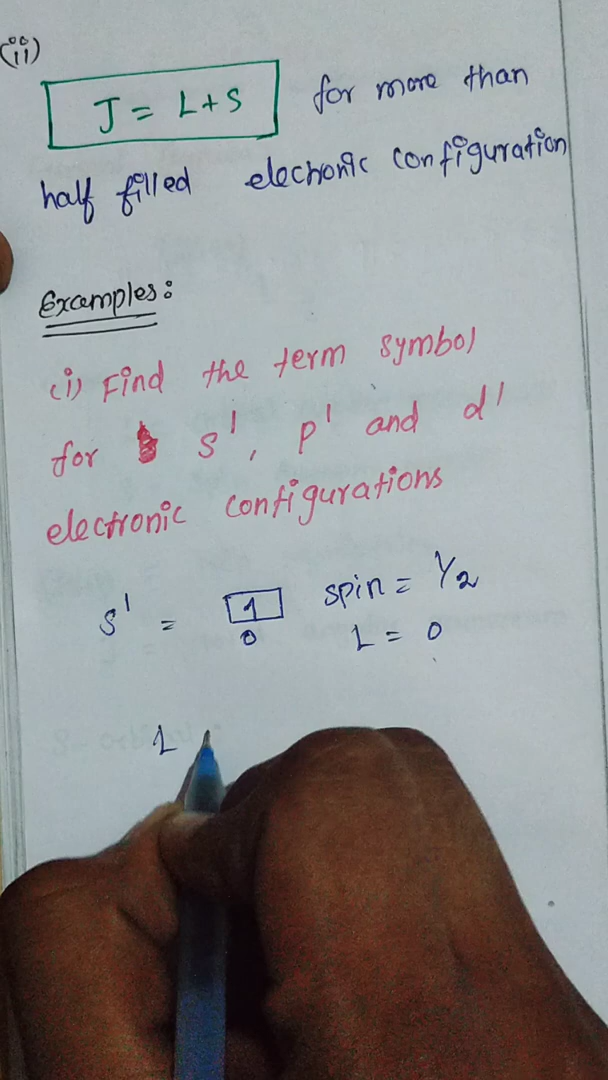 (ii)
J = L+S for more than
half filled electronic configuration
Examples:
(i) Find the term symbol
for s¹, p¹ and d¹
electronic configurations
s¹ = 1 spin = 1/2
0 L = 0
L